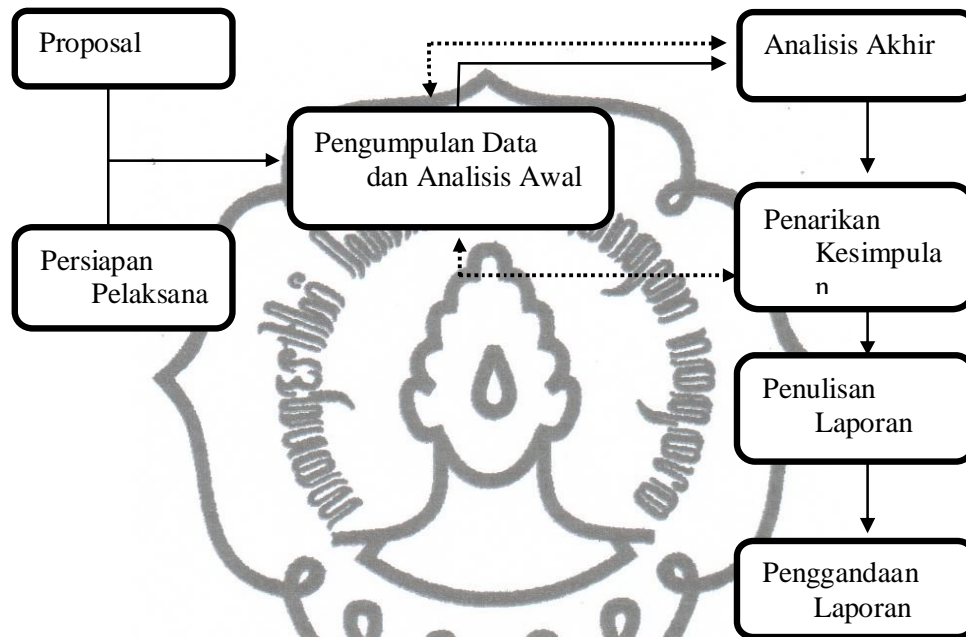 Proposal
Analisis Akhir
Pengumpulan Data
dan Analisis Awal
Persiapan
Pelaksana
Penarikan
Kesimpula
n
Penulisan
Laporan
Penggandaan
Laporan